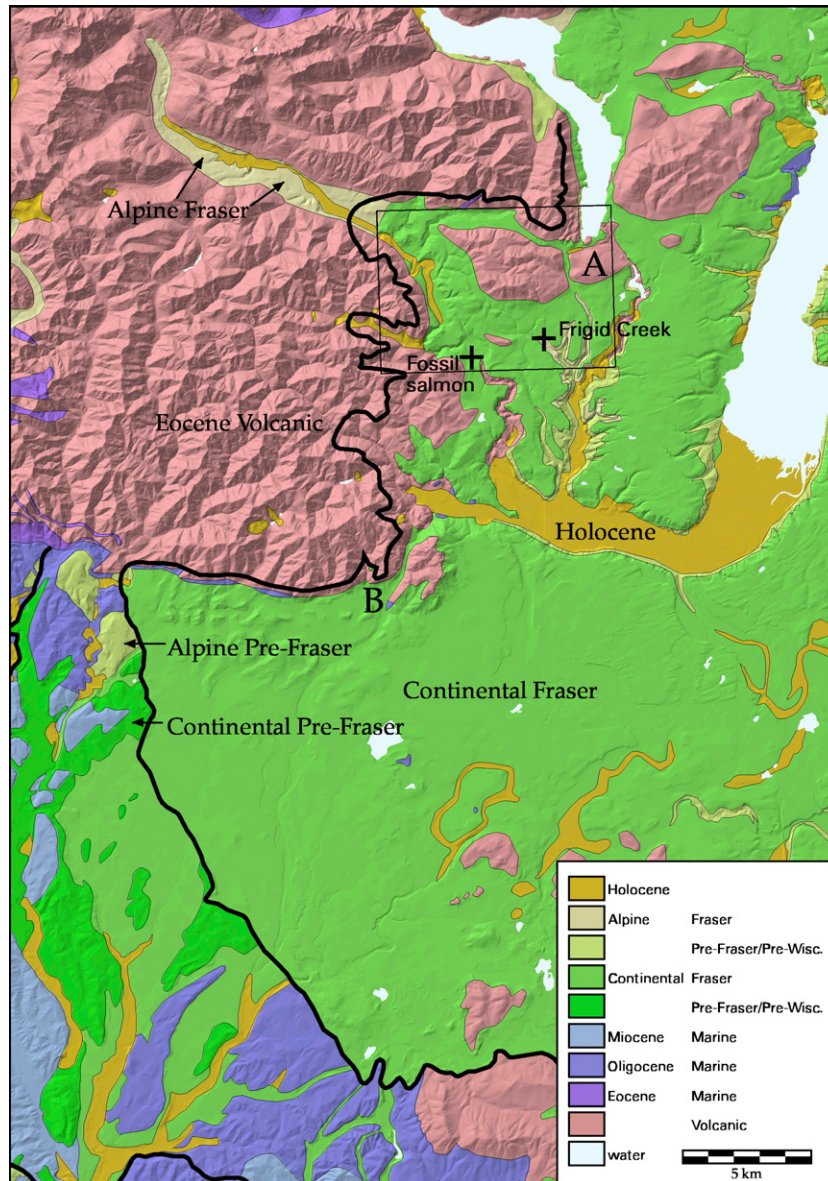 Alpine Fraser
A
Frigid Creek
Fossil
salmon
Eocene Volcanic
Holocene
B
Alpine Pre-Fraser
Continental Fraser
Continental Pre-Fraser
Holocene
Alpine Fraser
Pre-Fraser/Pre-Wisc.
Continental Fraser
Pre-Fraser/Pre-Wisc.
Miocene Marine
Oligocene Marine
Eocene Marine
Volcanic
water
5 km